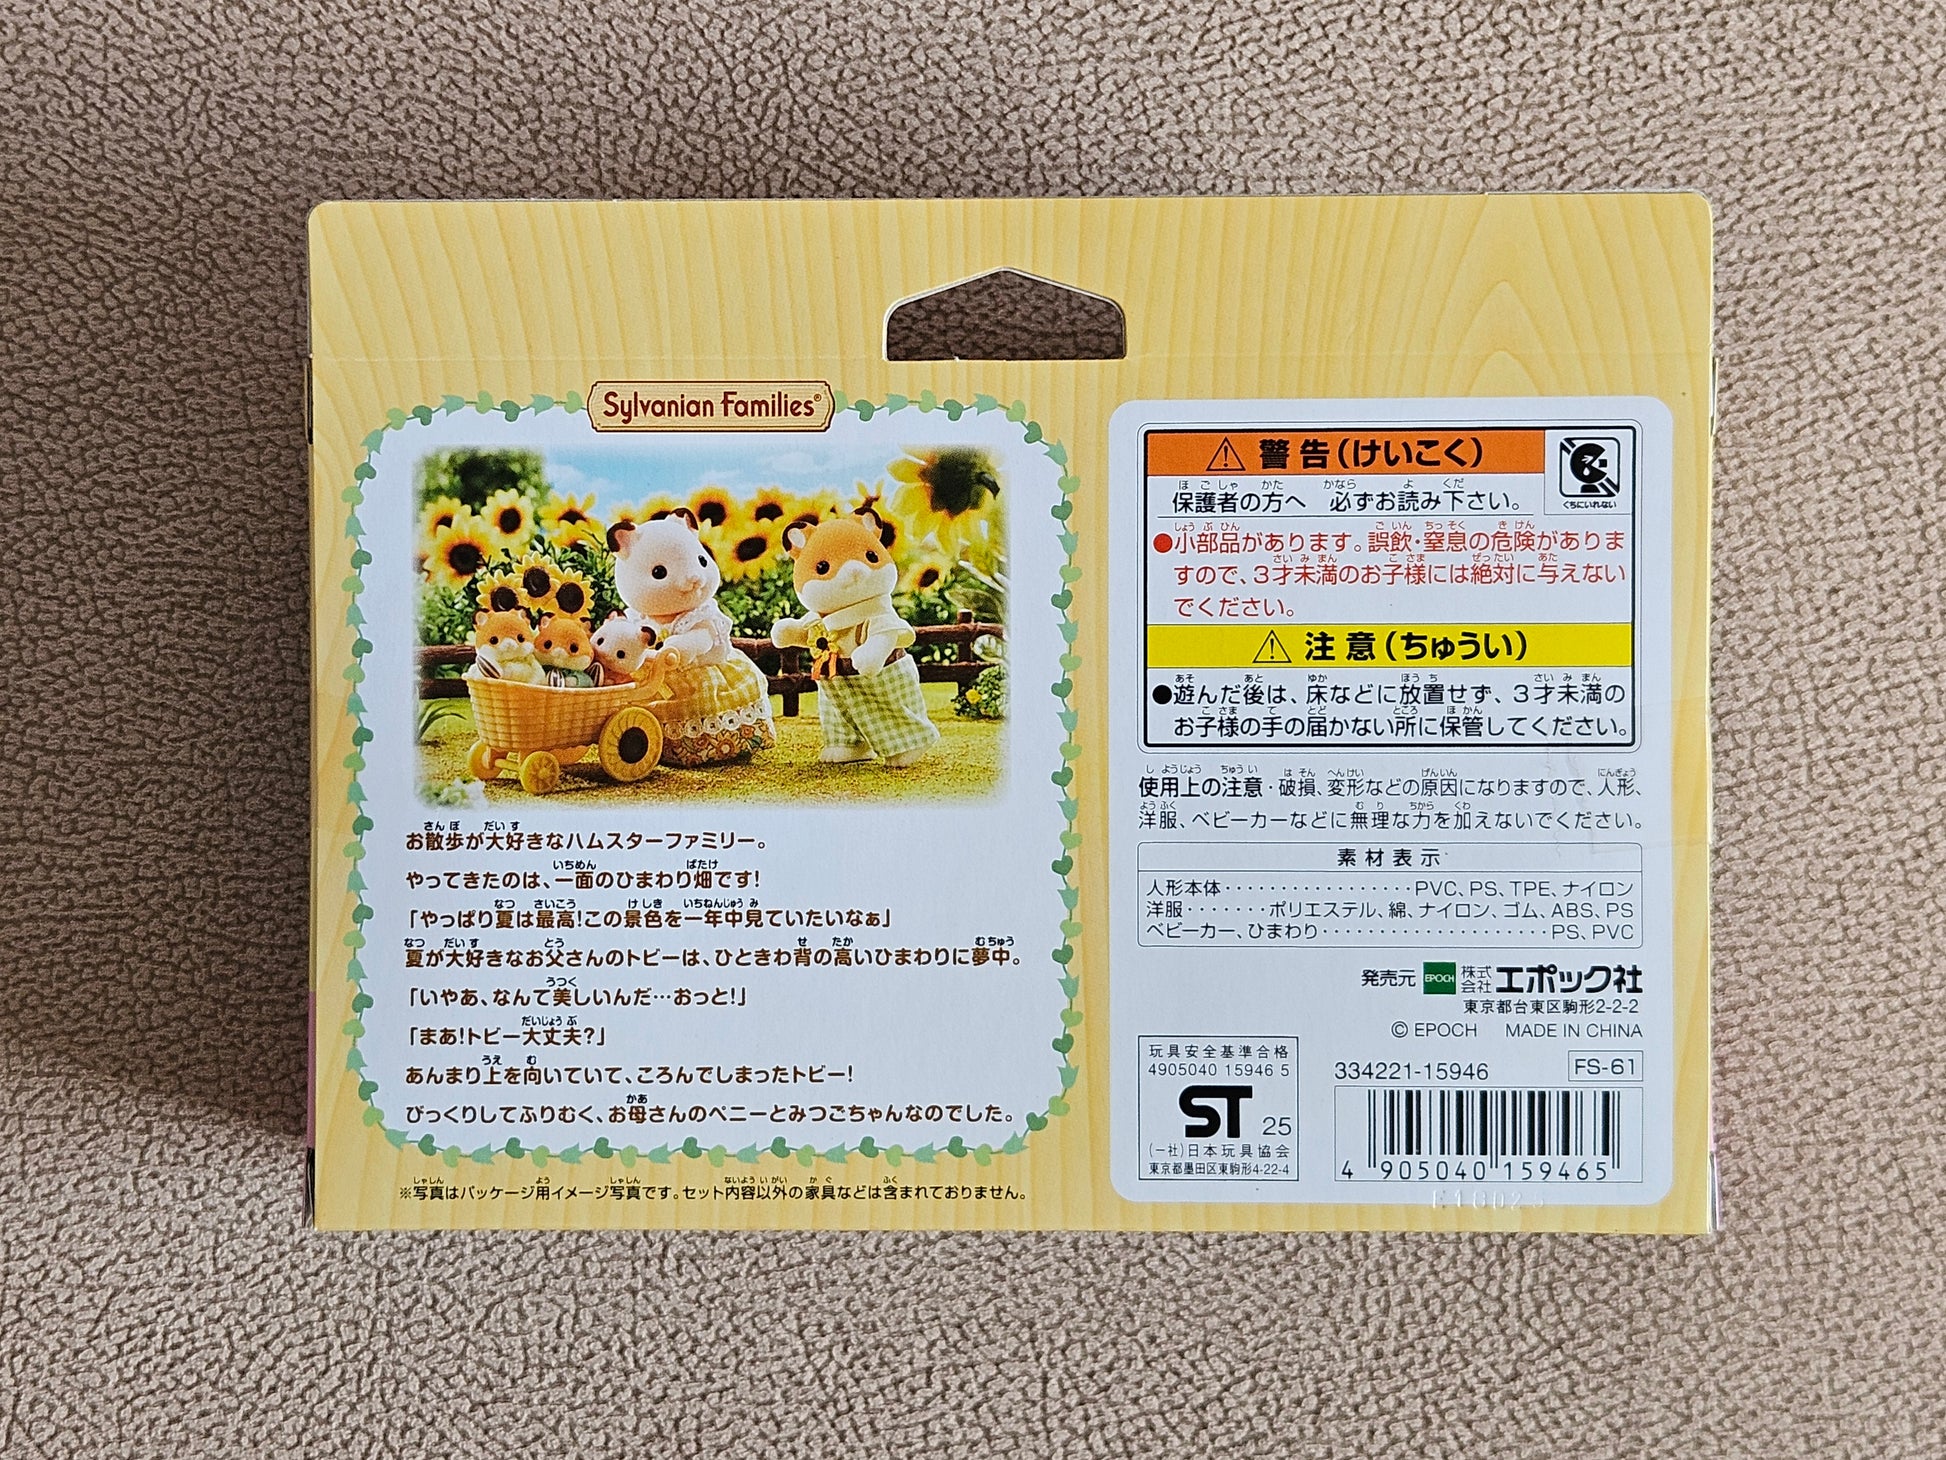 Sylvanian Families®
お散歩が大好きなハムスターファミリー。
やってきたのは、一面のひまわり畑です!
「やっぱり夏は最高!この景色を一年中見ていたいなぁ」
夏が大好きなお父さんのトビーは、ひときわ背の高いひまわりに夢中。
「いやあ、なんて美しいんだ…おっと!」
「まあ!トビー大丈夫?」
あんまり上を向いていて、ころんでしまったトビー!
びっくりしてふりむく、お母さんのペニーとみつごちゃんなのでした。
※写真はパッケージ用イメージ写真です。セット内容以外の家具などは含まれておりません。
⚠ 警告(けいこく)
ぐちにいれない
保護者の方へ 必ずお読み下さい。
●小部品があります。誤飲・窒息の危険がありま
すので、3才未満のお子様には絶対に与えない
でください。
⚠ 注意(ちゅうい)
●遊んだ後は、床などに放置せず、3才未満の
お子様の手の届かない所に保管してください。
使用上の注意・破損、変形などの原因になりますので、人形、
洋服、ベビーカーなどに無理な力を加えないでください。
素材表示
人形本体・・・・・・・・・・・・・・・・・PVC、PS、TPE、ナイロン
洋服・・・・・・・ポリエステル、綿、ナイロン、ゴム、ABS、PS
ベビーカー、ひまわり・・・・・・・・・・・・・・・・・・・・PS、PVC
発売元 EPOCH 株式会社エポック社
東京都台東区駒形2-2-2
© EPOCH MADE IN CHINA
玩具安全基準合格
4905040 15946 5
ST 25
(一社)日本玩具協会
東京都墨田区東駒形4-22-4
334221-15946 FS-61
4 905040 159465